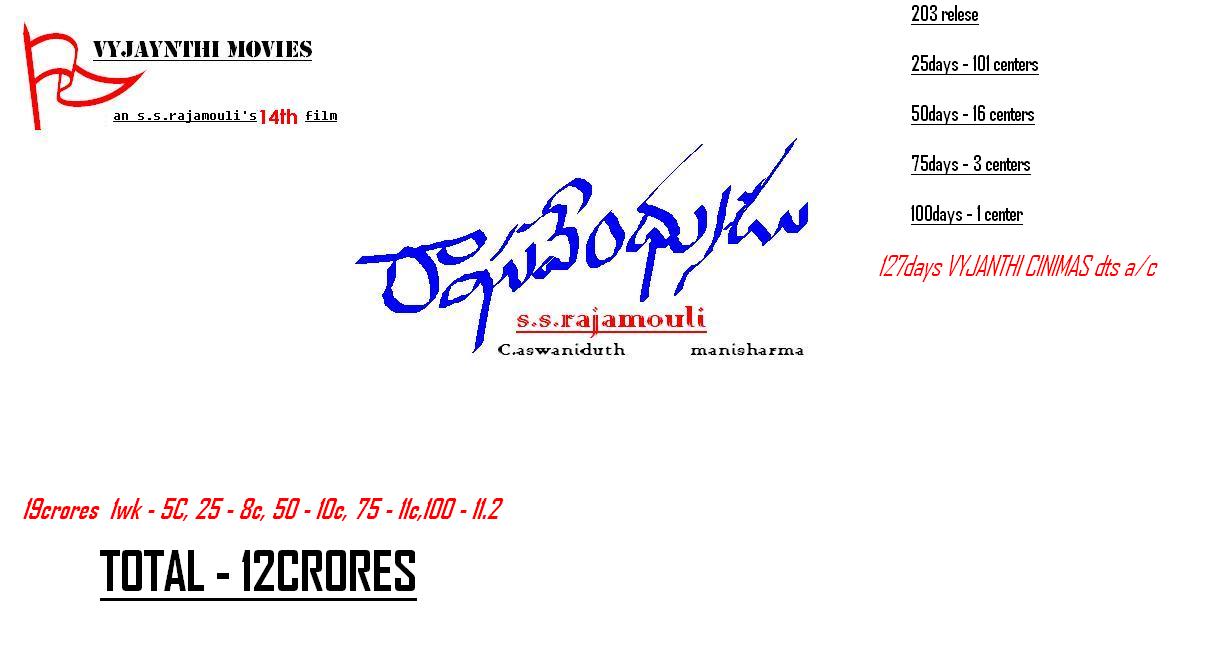 VYJAYNTHI MOVIES
an s.s.rajamouli's 14th film
203 relese
25days - 101 centers
50days - 16 centers
75days - 3 centers
100days - 1 center
127days VYJANTHI CINIMAS dts a/c
రాఘవేంధ్రుడు
s.s.rajamouli
C.aswaniduth manisharma
19crores 1wk - 5C, 25 - 8c, 50 - 10c, 75 - 11c,100 - 11.2
TOTAL - 12CRORES